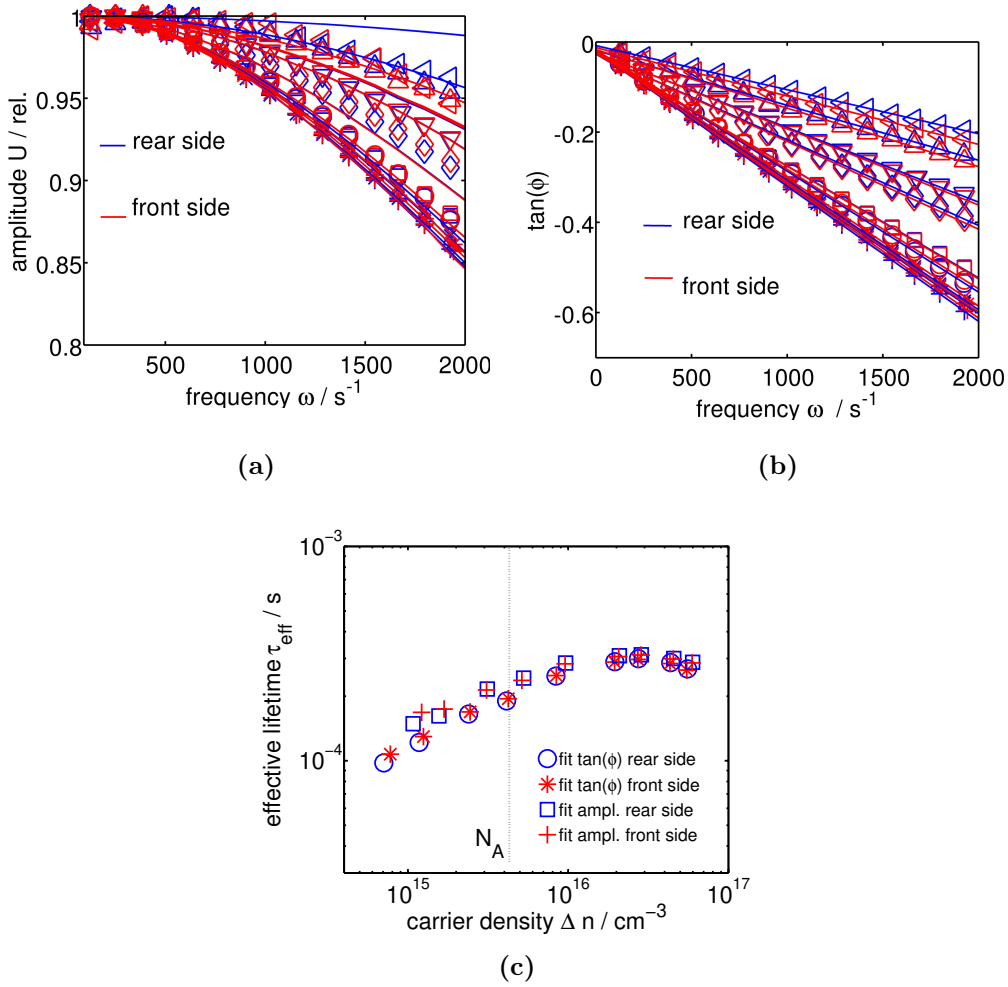 1
0.95
0.9
0.85
0.8
amplitude U / rel.
rear side
front side
500
1000
1500
2000
frequency ω / s⁻¹
(a)
0
-0.2
-0.4
-0.6
tan(ϕ)
rear side
front side
0
500
1000
1500
2000
frequency ω / s⁻¹
(b)
10⁻³
10⁻⁴
effective lifetime τ_eff / s
N_A
fit tan(ϕ) rear side
fit tan(ϕ) front side
fit ampl. rear side
fit ampl. front side
10¹⁵
10¹⁶
10¹⁷
carrier density Δ n / cm⁻³
(c)